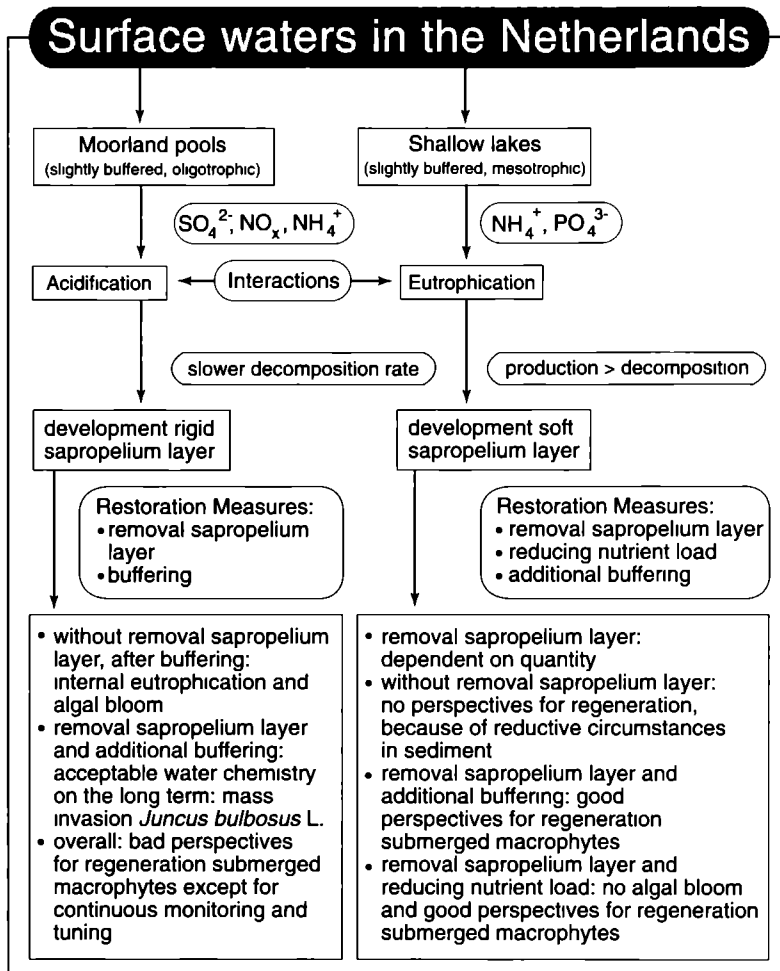 Surface waters in the Netherlands
Moorland pools
(slightly buffered, oligotrophic)
Shallow lakes
(slightly buffered, mesotrophic)
SO₄²⁻, NOₓ, NH₄⁺
NH₄⁺, PO₄³⁻
Acidification
Interactions
Eutrophication
slower decomposition rate
production > decomposition
development rigid
sapropelium layer
development soft
sapropelium layer
Restoration Measures:
• removal sapropelium
layer
• buffering
Restoration Measures:
• removal sapropelium layer
• reducing nutrient load
• additional buffering
• without removal sapropelium
layer, after buffering:
internal eutrophication and
algal bloom
• removal sapropelium layer
and additional buffering:
acceptable water chemistry
on the long term: mass
invasion Juncus bulbosus L.
• overall: bad perspectives
for regeneration submerged
macrophytes except for
continuous monitoring and
tuning
• removal sapropelium layer:
dependent on quantity
• without removal sapropelium layer:
no perspectives for regeneration,
because of reductive circumstances
in sediment
• removal sapropelium layer and
additional buffering: good
perspectives for regeneration
submerged macrophytes
• removal sapropelium layer and
reducing nutrient load: no algal bloom
and good perspectives for regeneration
submerged macrophytes